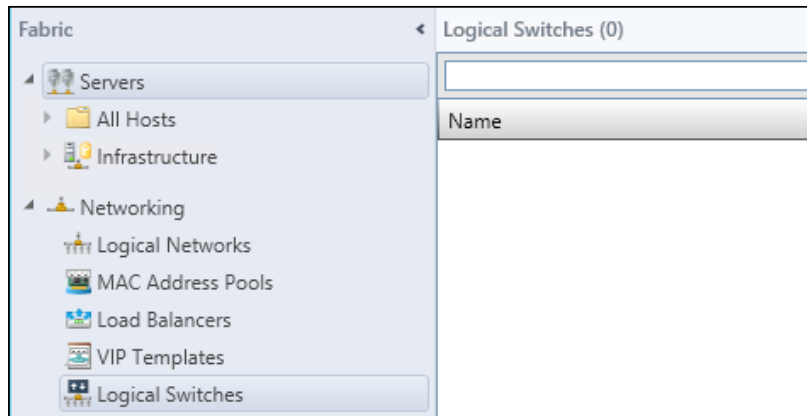 Fabric
Logical Switches (0)
Servers
All Hosts
Name
Infrastructure
Networking
Logical Networks
MAC Address Pools
Load Balancers
VIP Templates
Logical Switches